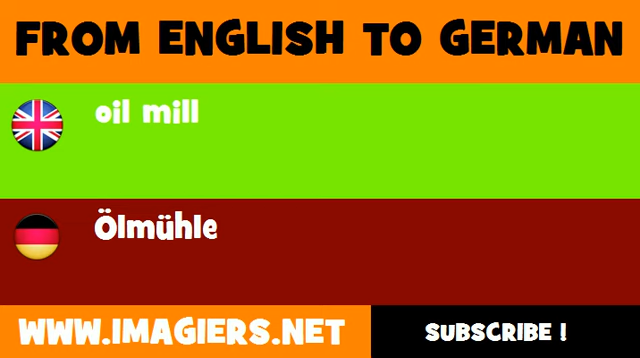 FROM ENGLISH TO GERMAN
oil mill
Ölmühle
WWW.IMAGIERS.NET
SUBSCRIBE !